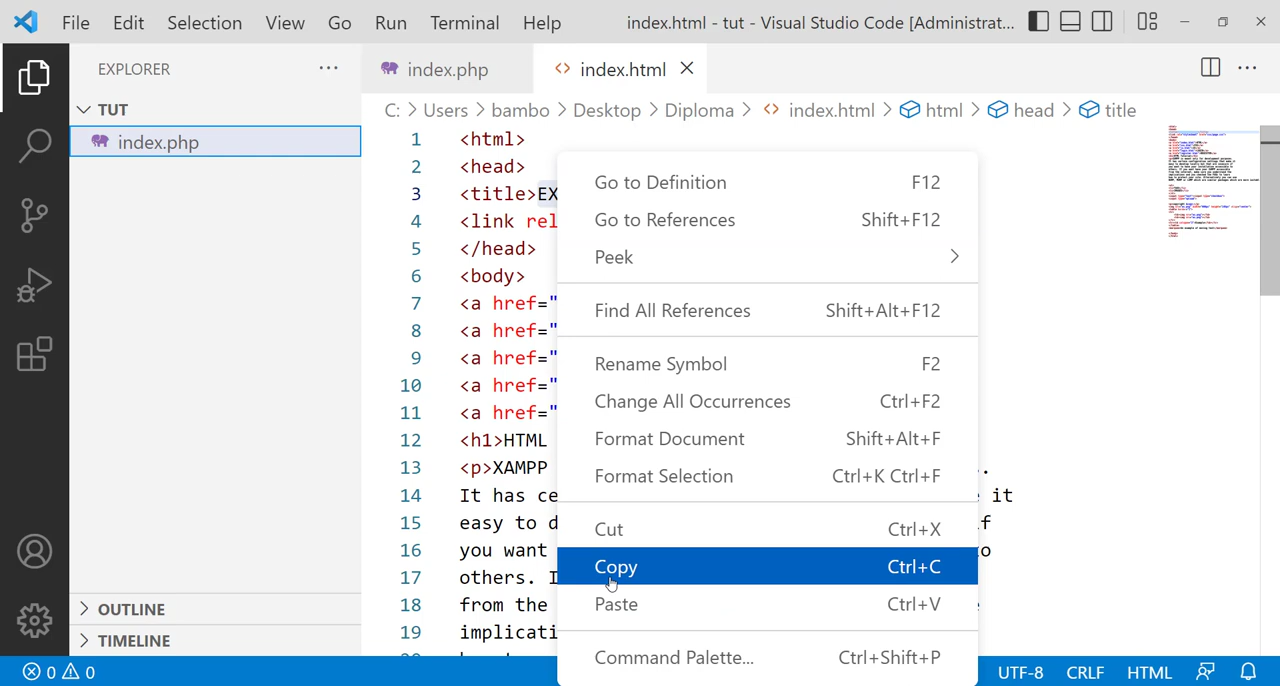 File Edit Selection View Go Run Terminal Help index.html - tut - Visual Studio Code [Administrat...
EXPLORER
TUT
index.php
OUTLINE
TIMELINE
index.php
index.html
C: > Users > bambo > Desktop > Diploma > index.html > html > head > title
1 <html>
2 <head>
3 <title>EX
4 <link rel
5 </head>
6 <body>
7 <a href="
8 <a href="
9 <a href="
10 <a href="
11 <a href="
12 <h1>HTML
13 <p>XAMPP
14 It has ce it
15 easy to d if
16 you want
17 others. I
18 from the
19 implicati
Go to Definition F12
Go to References Shift+F12
Peek
Find All References Shift+Alt+F12
Rename Symbol F2
Change All Occurrences Ctrl+F2
Format Document Shift+Alt+F
Format Selection Ctrl+K Ctrl+F
Cut Ctrl+X
Copy Ctrl+C
Paste Ctrl+V
Command Palette... Ctrl+Shift+P
0 0 UTF-8 CRLF HTML